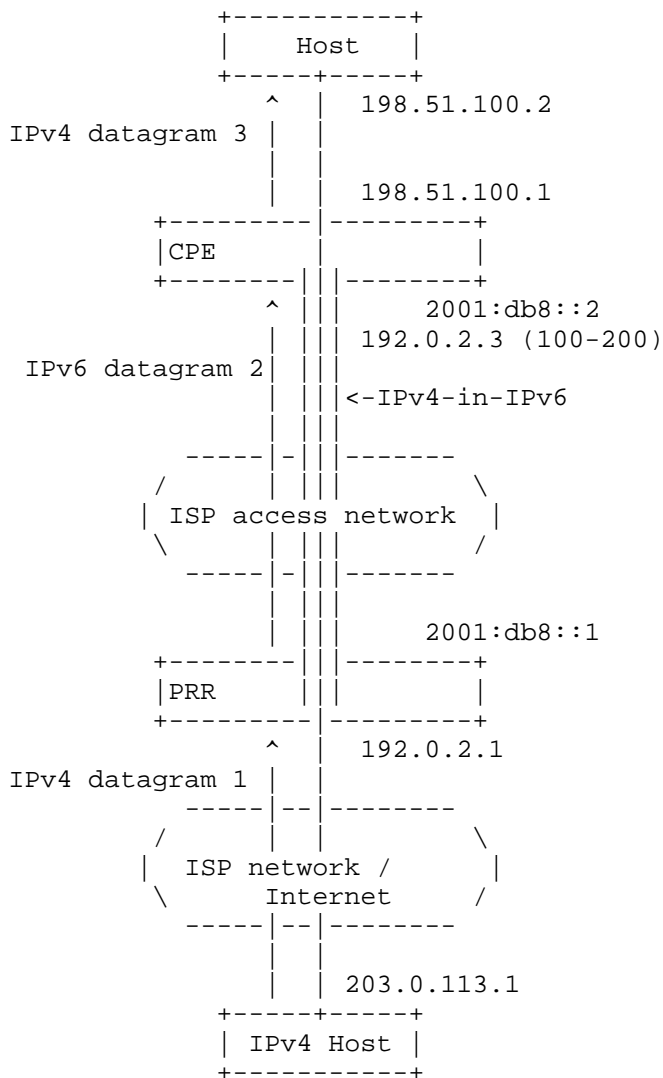 Host
198.51.100.2
IPv4 datagram 3
198.51.100.1
CPE
2001:db8::2
192.0.2.3 (100-200)
IPv6 datagram 2
<-IPv4-in-IPv6
ISP access network
2001:db8::1
PRR
192.0.2.1
IPv4 datagram 1
ISP network /
Internet
203.0.113.1
IPv4 Host